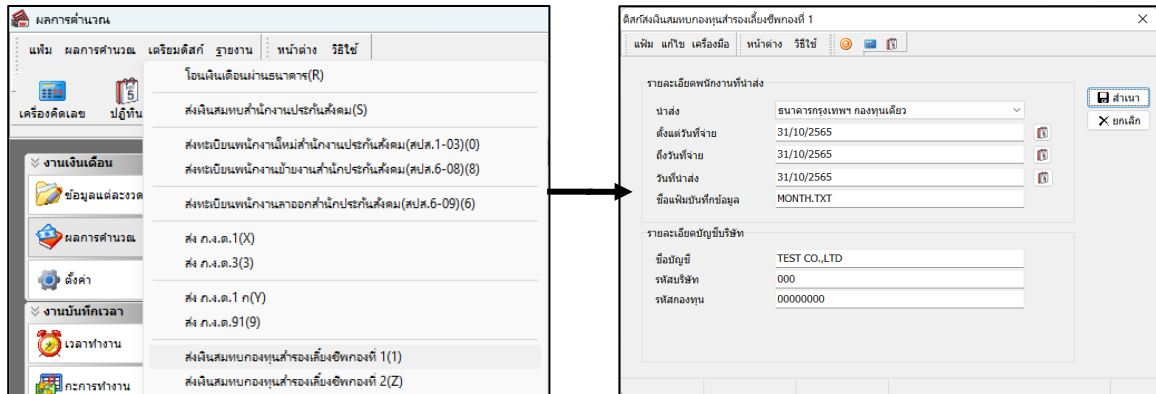 ผลการคำนวณ
แฟ้ม ผลการคำนวณ เตรียมดิสก์ รายงาน หน้าต่าง วิธีใช้
เครื่องคิดเลข ปฏิทิน
โอนเงินเดือนผ่านธนาคาร(R)
ส่งเงินสมทบสำนักงานประกันสังคม(S)
ส่งทะเบียนพนักงานใหม่สำนักงานประกันสังคม(สปส.1-03)(0)
ส่งทะเบียนพนักงานย้ายงานสำนักประกันสังคม(สปส.6-08)(8)
ส่งทะเบียนพนักงานลาออกสำนักประกันสังคม(สปส.6-09)(6)
ส่ง ภ.ง.ด.1(X)
ส่ง ภ.ง.ด.3(3)
ส่ง ภ.ง.ด.1 ก(Y)
ส่ง ภ.ง.ด.91(9)
ส่งเงินสมทบกองทุนสำรองเลี้ยงชีพกองที่ 1(1)
ส่งเงินสมทบกองทุนสำรองเลี้ยงชีพกองที่ 2(Z)
งานเงินเดือน
ข้อมูลแต่ละงวด
ผลการคำนวณ
ตั้งค่า
งานบันทึกเวลา
เวลาทำงาน
กะการทำงาน
ดิสก์ส่งเงินสมทบกองทุนสำรองเลี้ยงชีพกองที่ 1
แฟ้ม แก้ไข เครื่องมือ หน้าต่าง วิธีใช้
รายละเอียดพนักงานที่นำส่ง
นำส่ง ธนาคารกรุงเทพฯ กองทุนเดียว
ตั้งแต่วันที่จ่าย 31/10/2565
ถึงวันที่จ่าย 31/10/2565
วันที่นำส่ง 31/10/2565
ชื่อแฟ้มบันทึกข้อมูล MONTH.TXT
สำเนา
ยกเลิก
รายละเอียดบัญชีบริษัท
ชื่อบัญชี TEST CO.,LTD
รหัสบริษัท 000
รหัสกองทุน 00000000